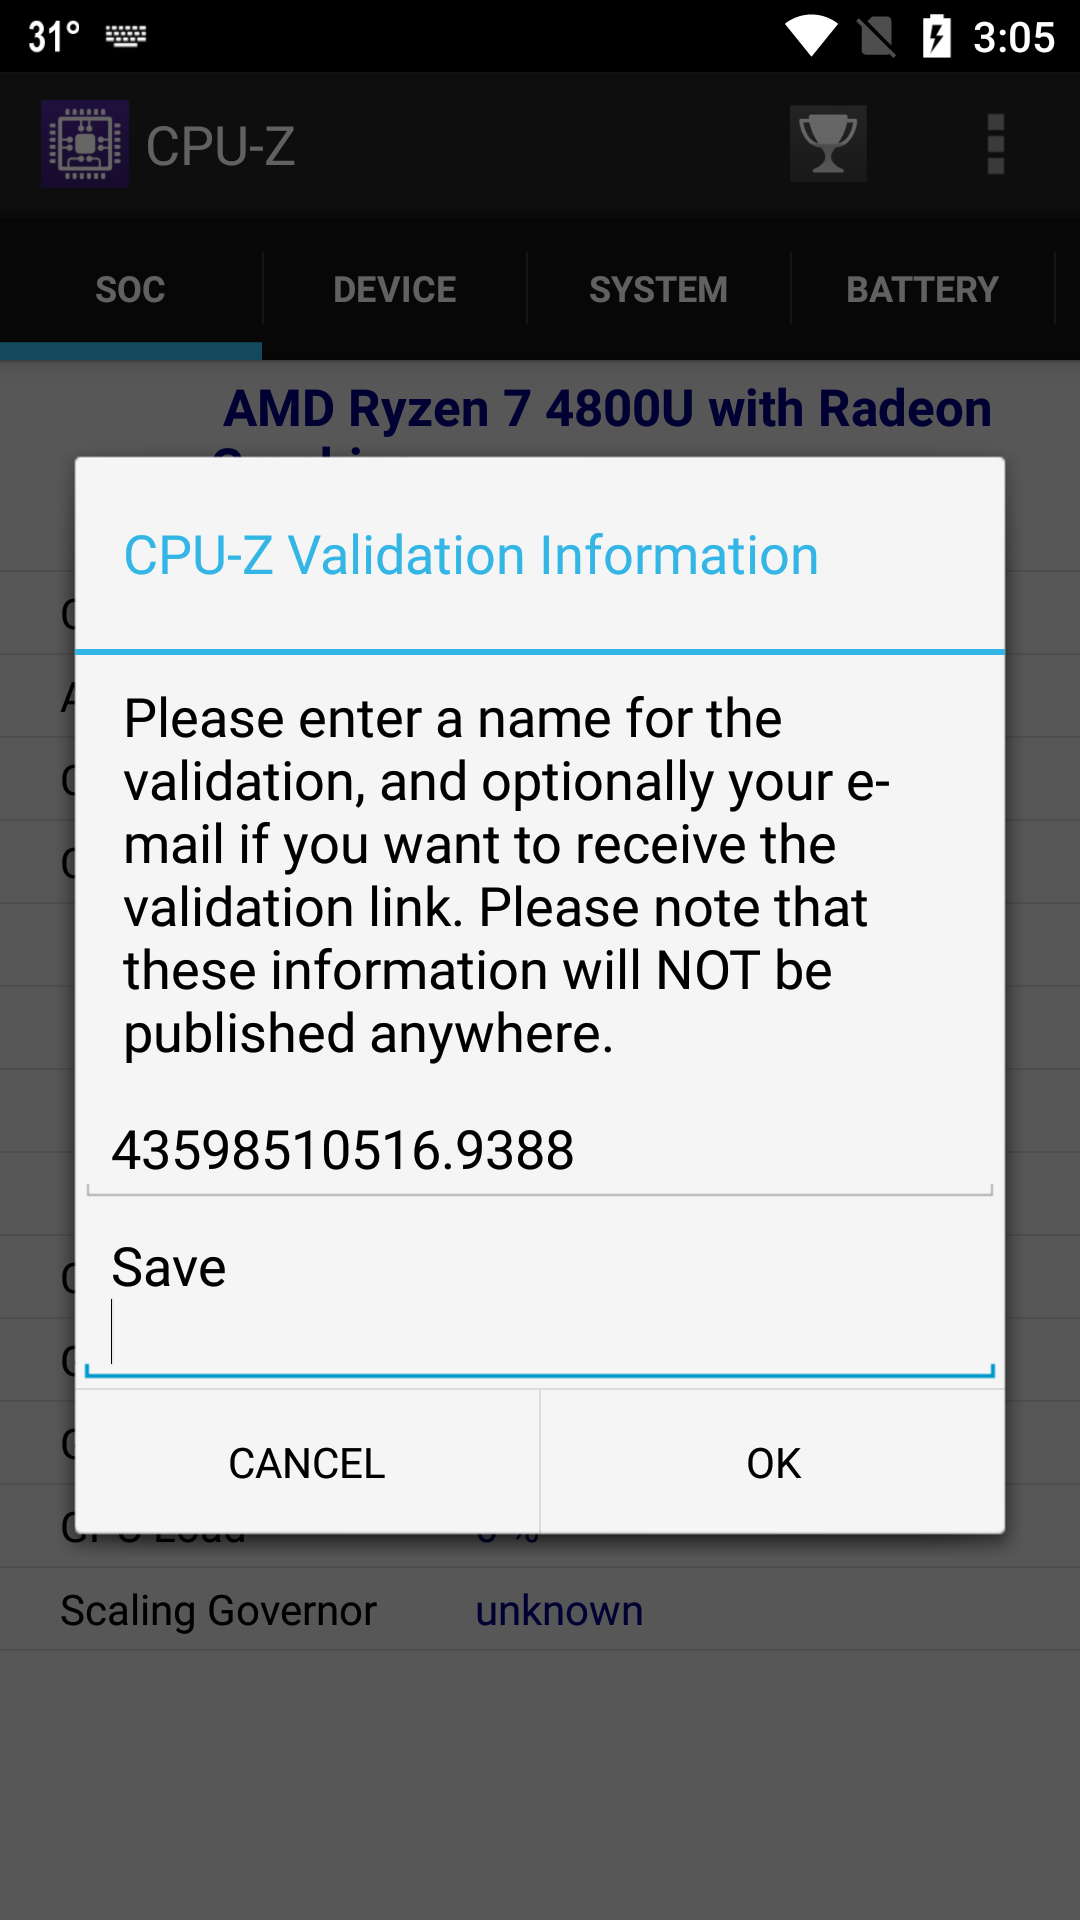 31°
3:05
CPU-Z
SOC
DEVICE
SYSTEM
BATTERY
AMD Ryzen 7 4800U with Radeon
CPU-Z Validation Information
Please enter a name for the
validation, and optionally your e-
mail if you want to receive the
validation link. Please note that
these information will NOT be
published anywhere.
43598510516.9388
Save
CANCEL
OK
Scaling Governor
unknown